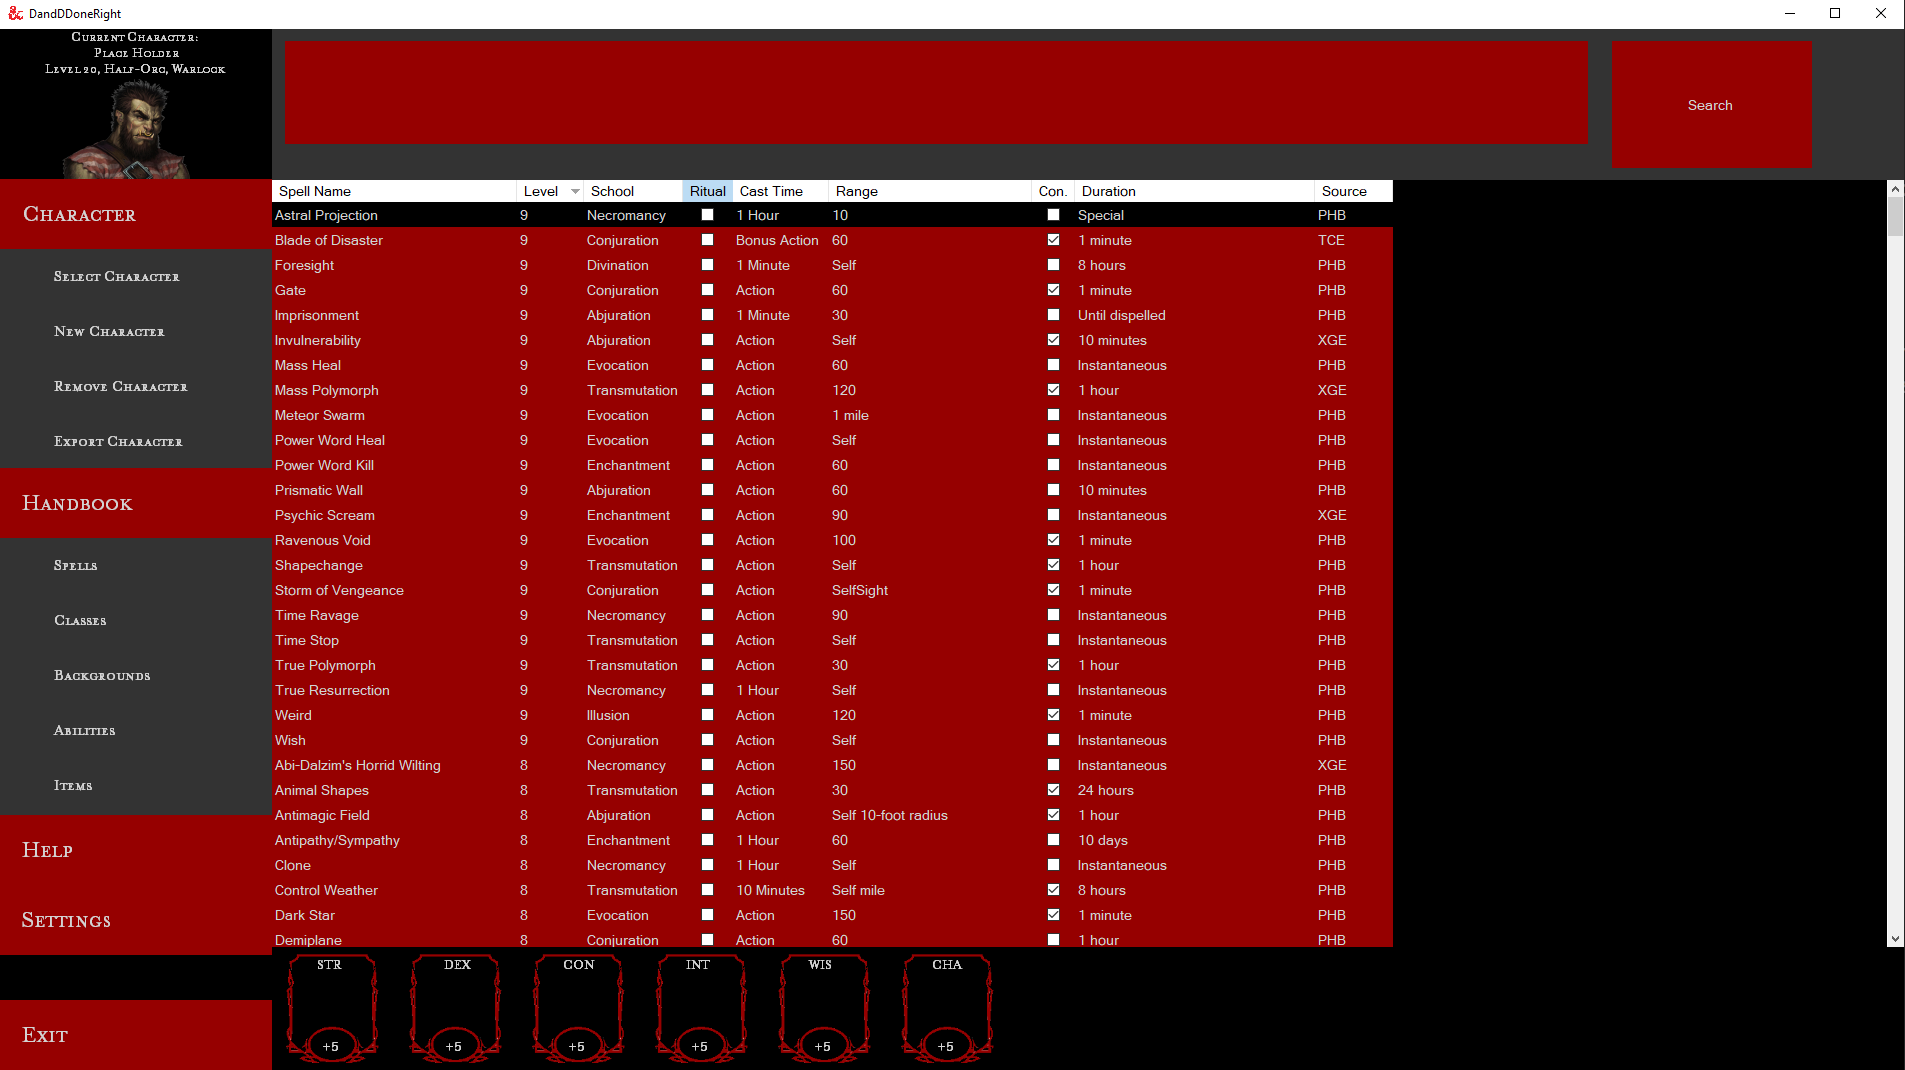 DandDDoneRight
Current Character:
Place Holder
Level 20, Half-Orc, Warlock
Search
Character
Select Character
New Character
Remove Character
Export Character
Handbook
Spells
Classes
Backgrounds
Abilities
Items
Help
Settings
Exit
Spell Name Level School Ritual Cast Time Range Con. Duration Source
Astral Projection 9 Necromancy 1 Hour 10 Special PHB
Blade of Disaster 9 Conjuration Bonus Action 60 1 minute TCE
Foresight 9 Divination 1 Minute Self 8 hours PHB
Gate 9 Conjuration Action 60 1 minute PHB
Imprisonment 9 Abjuration 1 Minute 30 Until dispelled PHB
Invulnerability 9 Abjuration Action Self 10 minutes XGE
Mass Heal 9 Evocation Action 60 Instantaneous PHB
Mass Polymorph 9 Transmutation Action 120 1 hour XGE
Meteor Swarm 9 Evocation Action 1 mile Instantaneous PHB
Power Word Heal 9 Evocation Action Self Instantaneous PHB
Power Word Kill 9 Enchantment Action 60 Instantaneous PHB
Prismatic Wall 9 Abjuration Action 60 10 minutes PHB
Psychic Scream 9 Enchantment Action 90 Instantaneous XGE
Ravenous Void 9 Evocation Action 100 1 minute PHB
Shapechange 9 Transmutation Action Self 1 hour PHB
Storm of Vengeance 9 Conjuration Action SelfSight 1 minute PHB
Time Ravage 9 Necromancy Action 90 Instantaneous PHB
Time Stop 9 Transmutation Action Self Instantaneous PHB
True Polymorph 9 Transmutation Action 30 1 hour PHB
True Resurrection 9 Necromancy 1 Hour Self Instantaneous PHB
Weird 9 Illusion Action 120 1 minute PHB
Wish 9 Conjuration Action Self Instantaneous PHB
Abi-Dalzim's Horrid Wilting 8 Necromancy Action 150 Instantaneous XGE
Animal Shapes 8 Transmutation Action 30 24 hours PHB
Antimagic Field 8 Abjuration Action Self 10-foot radius 1 hour PHB
Antipathy/Sympathy 8 Enchantment 1 Hour 60 10 days PHB
Clone 8 Necromancy 1 Hour Self Instantaneous PHB
Control Weather 8 Transmutation 10 Minutes Self mile 8 hours PHB
Dark Star 8 Evocation Action 150 1 minute PHB
Demiplane 8 Conjuration Action 60 1 hour PHB
STR DEX CON INT WIS CHA
+5 +5 +5 +5 +5 +5